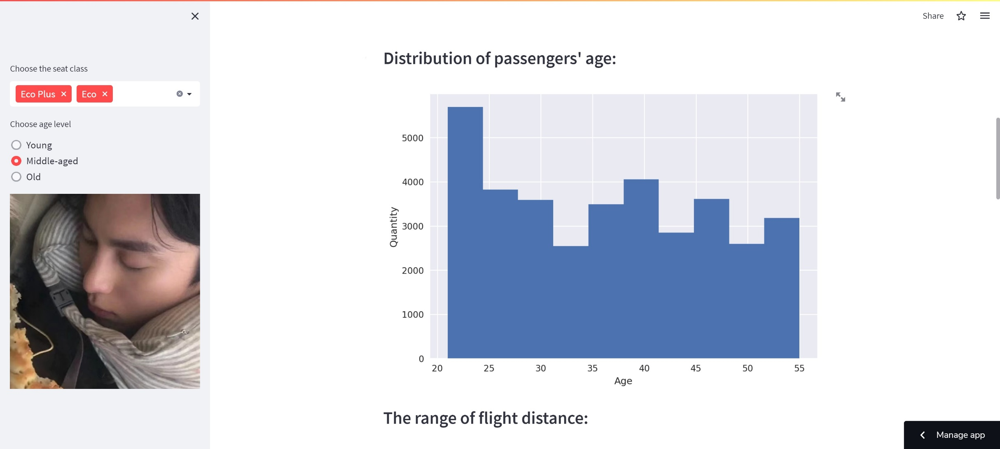 Share
Choose the seat class
Eco Plus
Eco
Choose age level
Young
Middle-aged
Old
Distribution of passengers' age:
5000
4000
3000
2000
1000
0
Quantity
20 25 30 35 40 45 50 55
Age
The range of flight distance:
Manage app